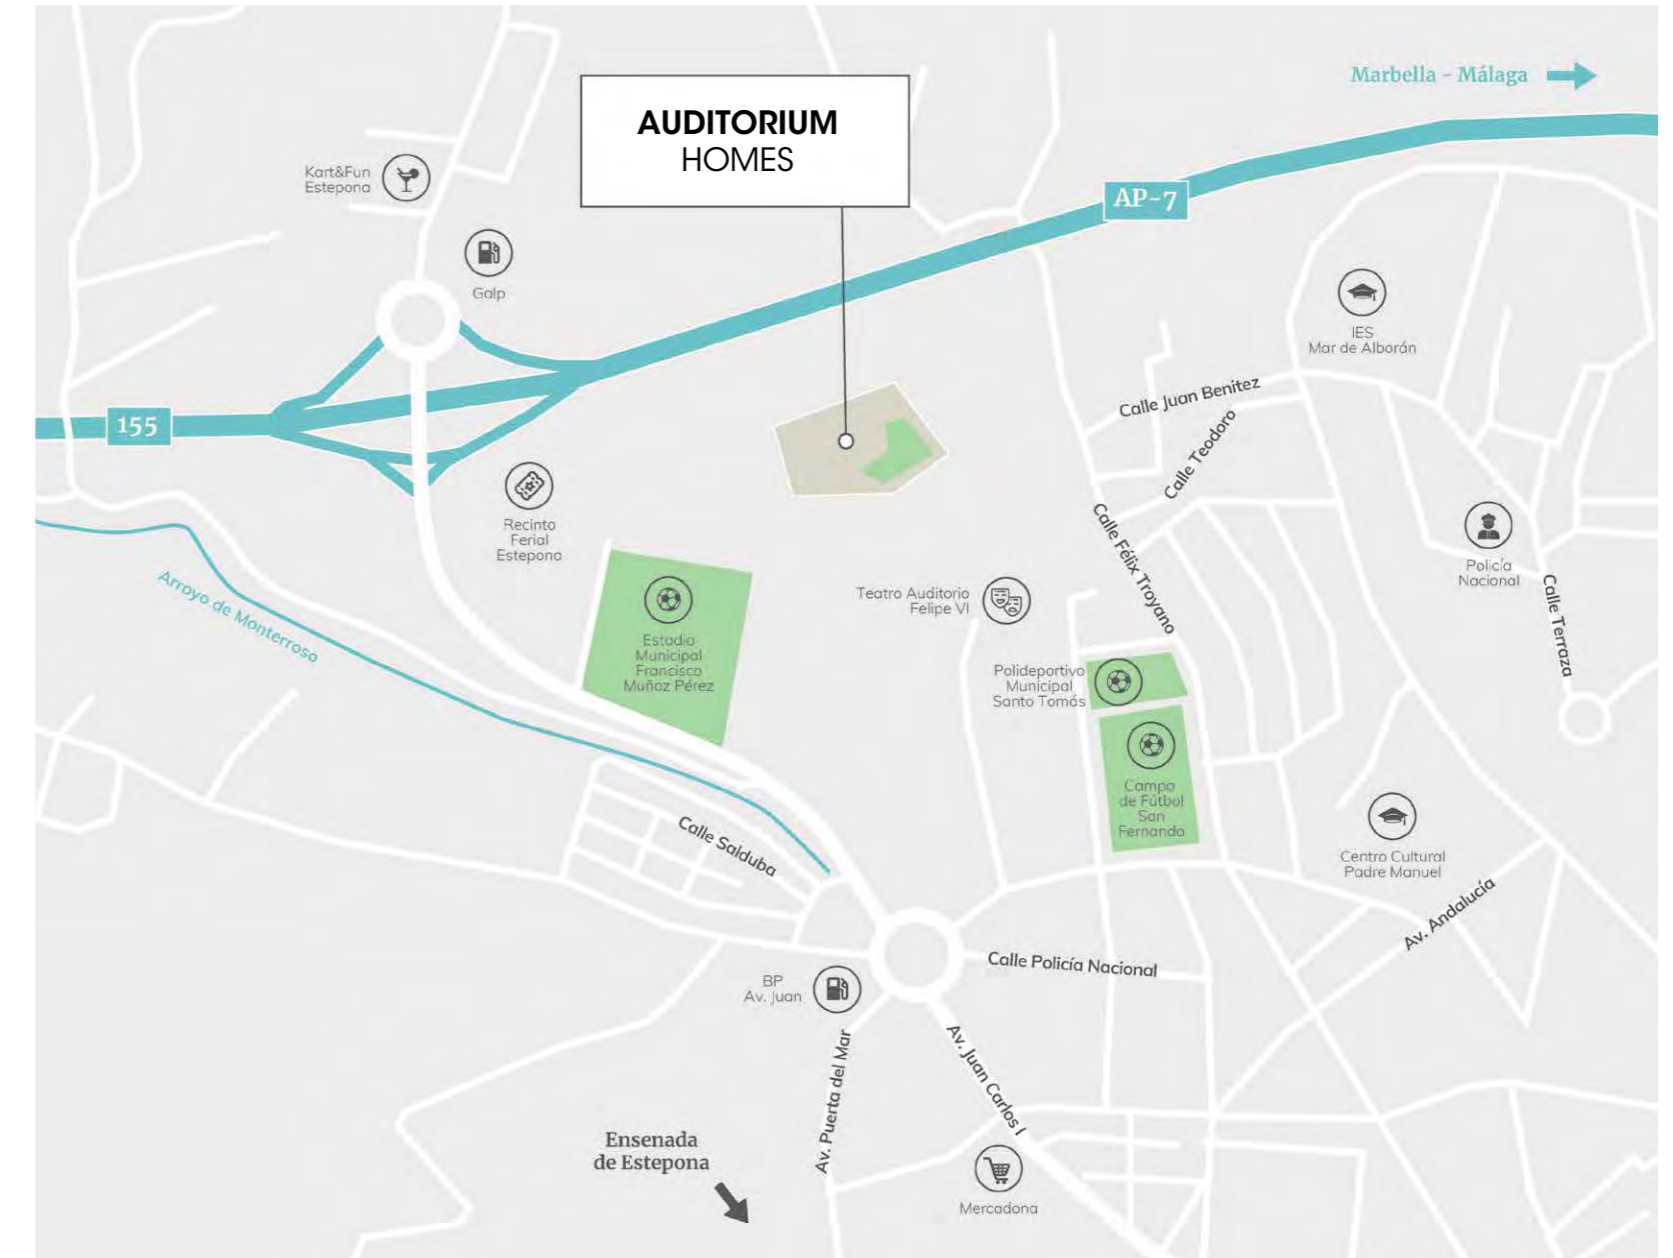 Marbella - Málaga
AUDITORIUM
HOMES
Kart&Fun
Estepona
AP-7
Galp
IES
Mar de Alborán
Calle Juan Benitez
155
Calle Teodoro
Recinto
Ferial
Estepona
Calle Félix Troyano
Policía
Nacional
Arroyo de Monterroso
Teatro Auditorio
Felipe VI
Calle Terraza
Estadio
Municipal
Francisco
Muñoz Pérez
Polideportivo
Municipal
Santo Tomás
Campo
de Fútbol
San
Fernando
Calle Salduba
Centro Cultural
Padre Manuel
Av. Andalucía
Calle Policía Nacional
BP
Av. Juan
Av. Puerta del Mar
Av. Juan Carlos I
Ensenada
de Estepona
Mercadona